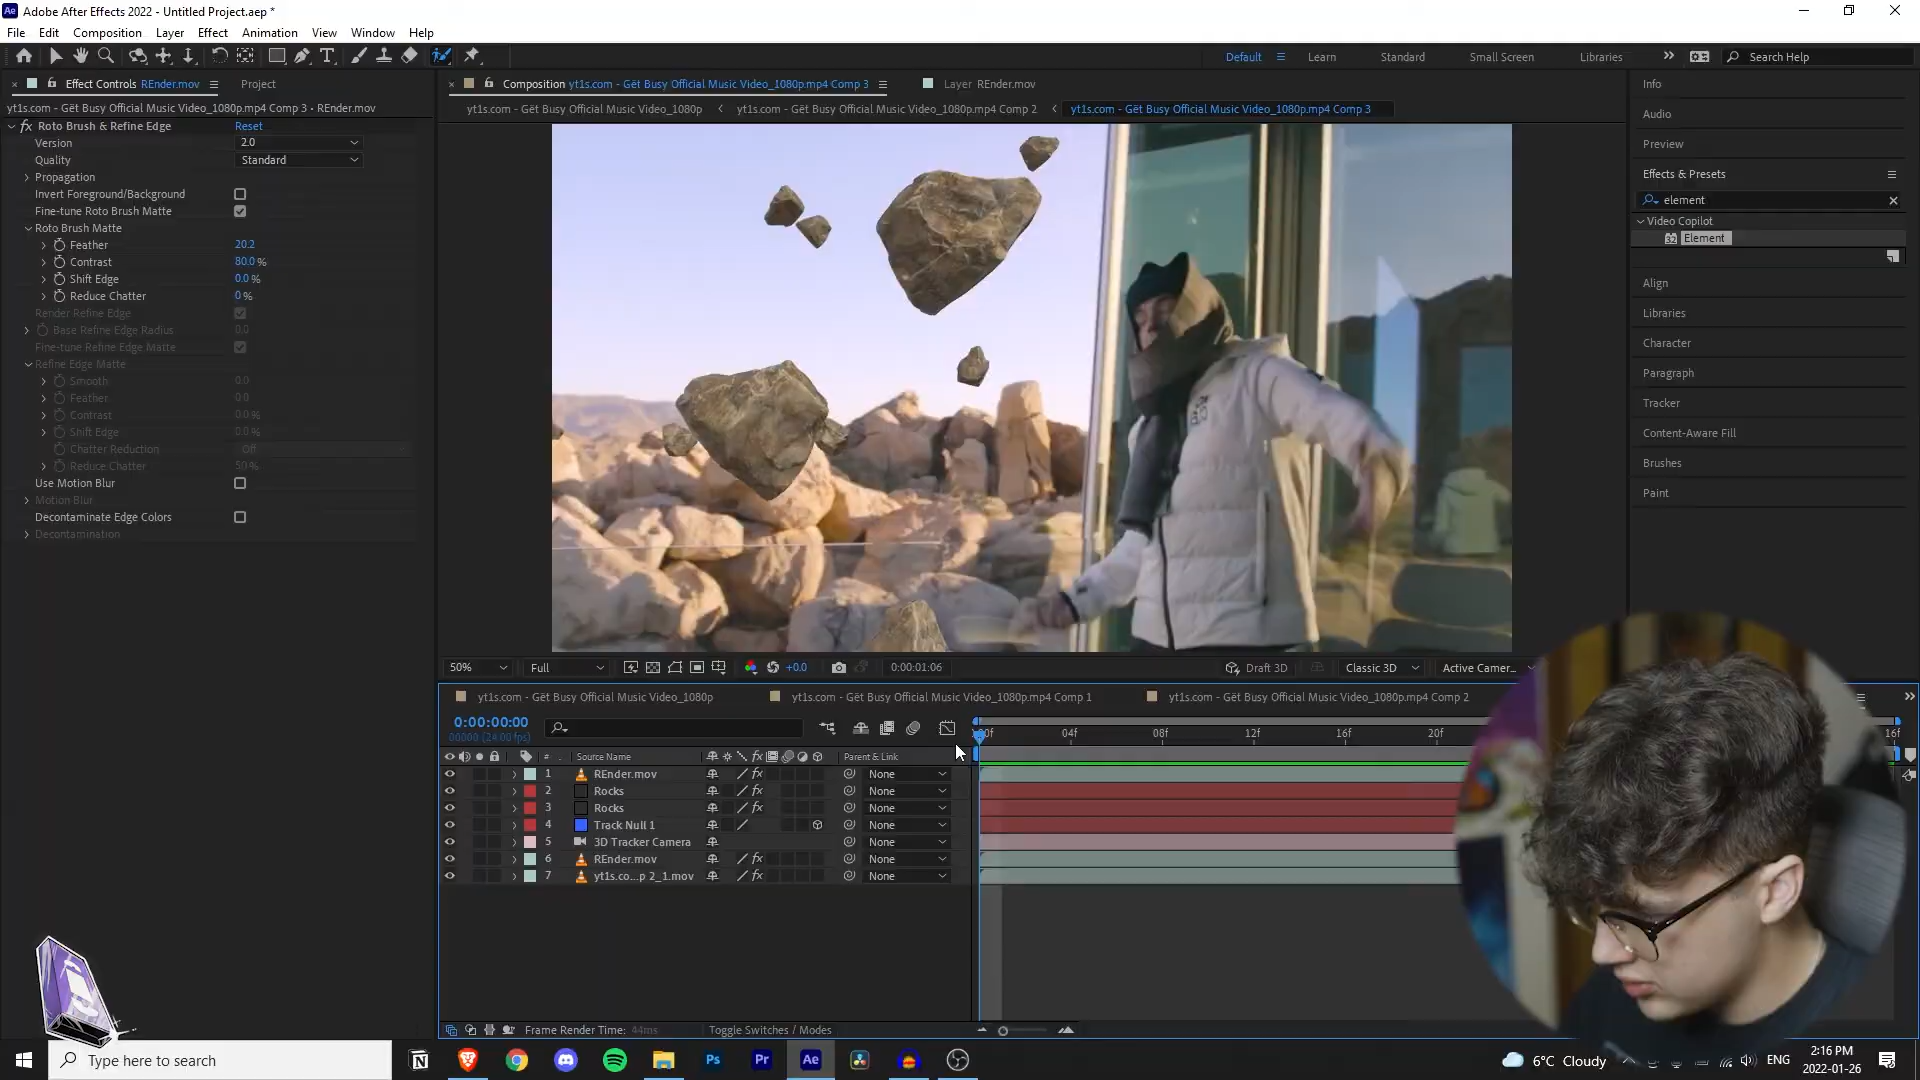 Adobe After Effects 2022 - Untitled Project.aep *
File Edit Composition Layer Effect Animation View Window Help
Default Learn Standard Small Screen Libraries Search Help
Effect Controls REnder.mov Project
Composition yt1s.com - Gët Busy Official Music Video_1080p.mp4 Comp 3 Layer REnder.mov
yt1s.com - Gët Busy Official Music Video_1080p.mp4 Comp 3 • REnder.mov
yt1s.com - Gët Busy Official Music Video_1080p yt1s.com - Gët Busy Official Music Video_1080p.mp4 Comp 2 yt1s.com - Gët Busy Official Music Video_1080p.mp4 Comp 3
fx Roto Brush & Refine Edge Reset
Version 2.0
Quality Standard
Propagation
Invert Foreground/Background
Fine-tune Roto Brush Matte
Roto Brush Matte
Feather 20.2
Contrast 80.0 %
Shift Edge 0.0 %
Reduce Chatter 0 %
Render Refine Edge
Base Refine Edge Radius 0.0
Fine-tune Refine Edge Matte
Refine Edge Matte
Smooth 0.0
Feather 0.0
Contrast 0.0 %
Shift Edge 0.0 %
Chatter Reduction Off
Reduce Chatter 50 %
Use Motion Blur
Motion Blur
Decontaminate Edge Colors
Decontamination
Info
Audio
Preview
Effects & Presets
element
Video Copilot
32 Element
Align
Libraries
Character
Paragraph
Tracker
Content-Aware Fill
Brushes
Paint
50% Full +0.0 0:00:01:06 Draft 3D Classic 3D Active Camer...
yt1s.com - Gët Busy Official Music Video_1080p yt1s.com - Gët Busy Official Music Video_1080p.mp4 Comp 1 yt1s.com - Gët Busy Official Music Video_1080p.mp4 Comp 2
0:00:00:00
00000 (24.00 fps)
04f 08f 12f 16f 20f 16f
# Source Name fx Parent & Link
1 REnder.mov fx None
2 Rocks fx None
3 Rocks fx None
4 Track Null 1 None
5 3D Tracker Camera None
6 REnder.mov fx None
7 yt1s.co...p 2_1.mov fx None
Frame Render Time: 44ms Toggle Switches / Modes
Type here to search
Ps Pr Ae
6°C Cloudy ENG 2:16 PM
2022-01-26